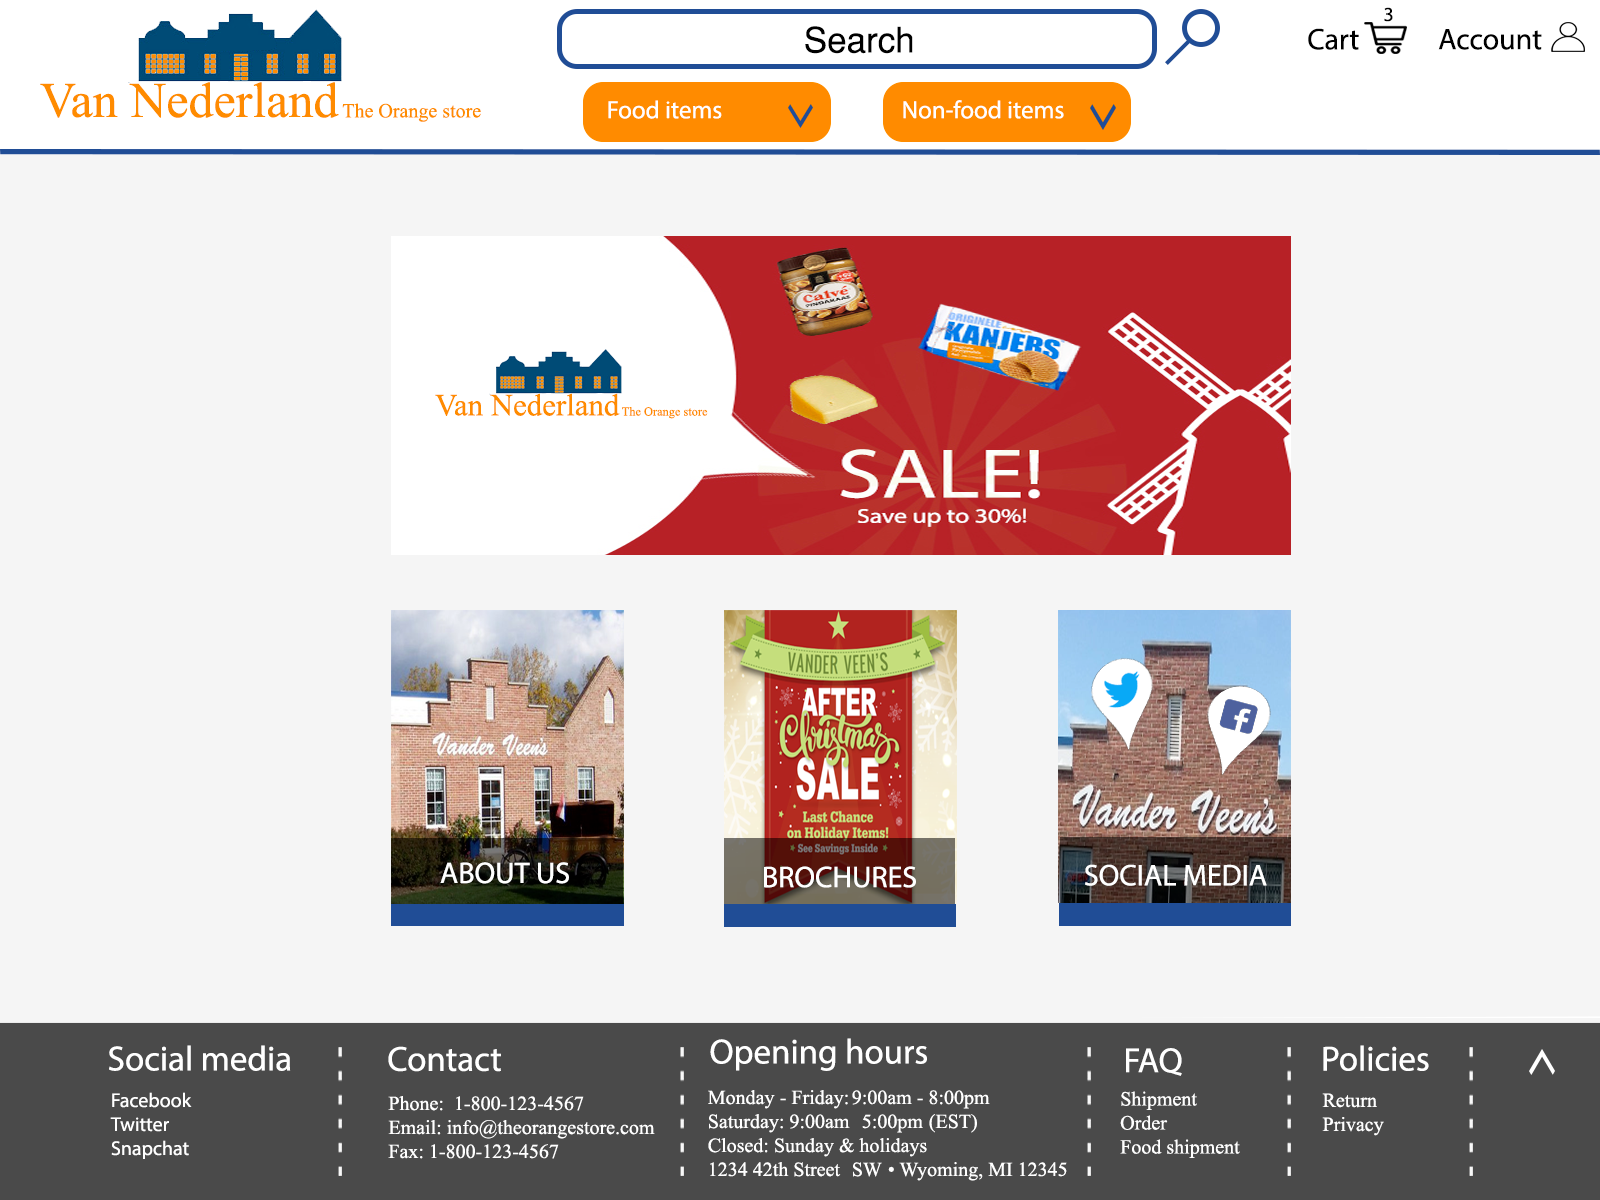 Search
3
Cart
Account
Van Nederland The Orange store
Food items
Non-food items
Calvé
PINDAKAAS
ORIGINELE
KANJERS
Van Nederland The Orange store
SALE!
Save up to 30%!
Vander Veen's
ABOUT US
VANDER VEEN'S
AFTER
Christmas
SALE
Last Chance
on Holiday Items!
* See Savings Inside *
BROCHURES
Vander Veen's
SOCIAL MEDIA
Social media
Facebook
Twitter
Snapchat
Contact
Phone: 1-800-123-4567
Email: info@theorangestore.com
Fax: 1-800-123-4567
Opening hours
Monday - Friday: 9:00am - 8:00pm
Saturday: 9:00am 5:00pm (EST)
Closed: Sunday & holidays
1234 42th Street SW • Wyoming, MI 12345
FAQ
Shipment
Order
Food shipment
Policies
Return
Privacy